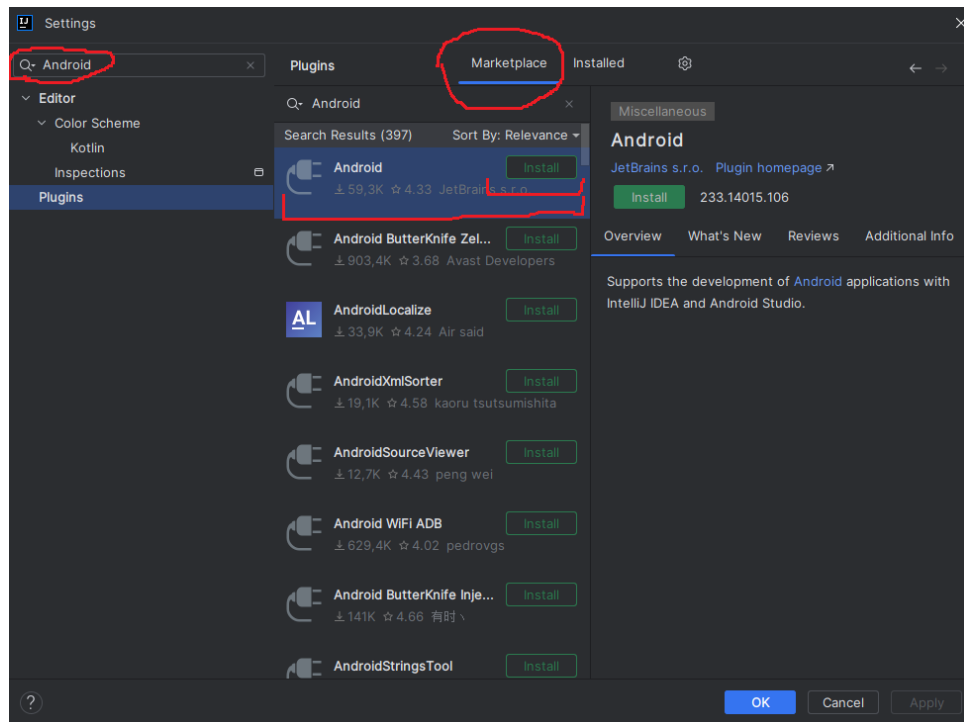 Settings
Android
Editor
Color Scheme
Kotlin
Inspections
Plugins
Plugins
Marketplace
Installed
Android
Search Results (397) Sort By: Relevance
Android Install
59,3K 4.33 JetBrains s.r.o.
Android ButterKnife Zel... Install
903,4K 3.68 Avast Developers
AL
AndroidLocalize Install
33,9K 4.24 Air said
AndroidXmlSorter Install
19,1K 4.58 kaoru tsutsumishita
AndroidSourceViewer Install
12,7K 4.43 peng wei
Android WiFi ADB Install
629,4K 4.02 pedrovgs
Android ButterKnife Inje... Install
141K 4.66 有时丶
AndroidStringsTool Install
Miscellaneous
Android
JetBrains s.r.o. Plugin homepage ↗
Install 233.14015.106
Overview What's New Reviews Additional Info
Supports the development of Android applications with
IntelliJ IDEA and Android Studio.
?
OK Cancel Apply